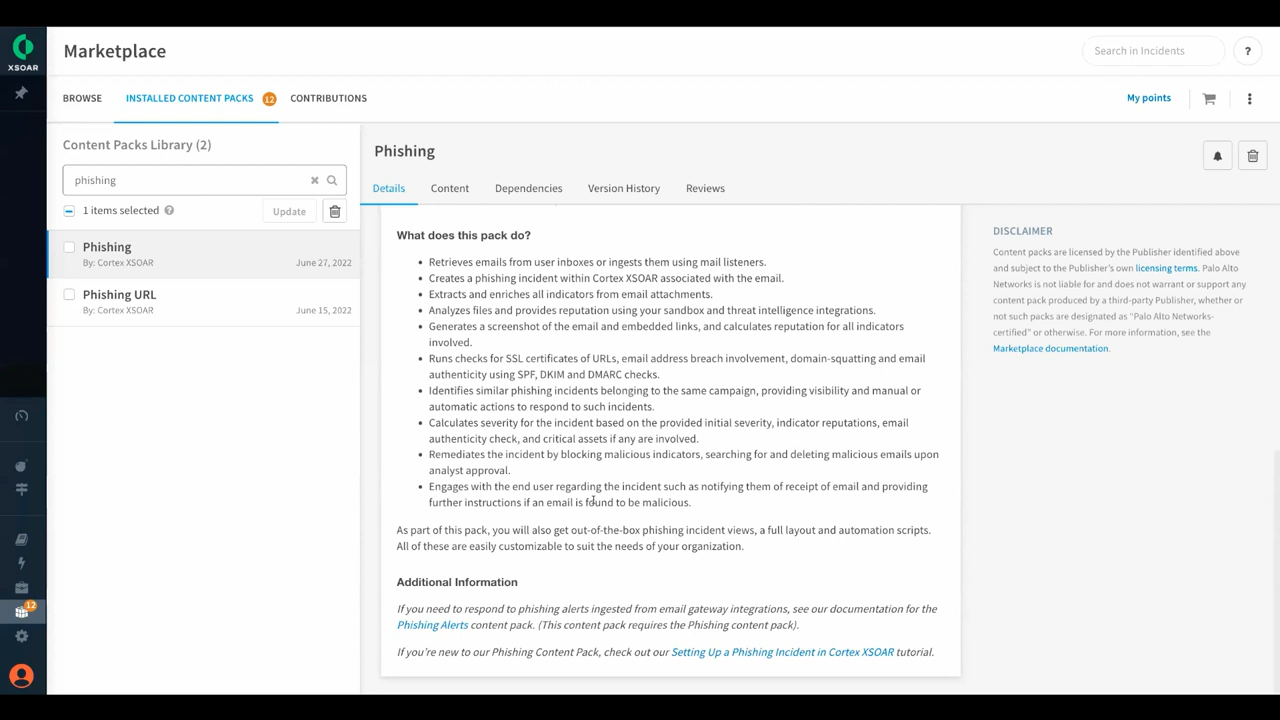 XSOAR
Marketplace
Search in Incidents
?
BROWSE
INSTALLED CONTENT PACKS
12
CONTRIBUTIONS
My points
Content Packs Library (2)
phishing
1 items selected
?
Update
Phishing
By: Cortex XSOAR
June 27, 2022
Phishing URL
By: Cortex XSOAR
June 15, 2022
12
Phishing
Details
Content
Dependencies
Version History
Reviews
What does this pack do?
• Retrieves emails from user inboxes or ingests them using mail listeners.
• Creates a phishing incident within Cortex XSOAR associated with the email.
• Extracts and enriches all indicators from email attachments.
• Analyzes files and provides reputation using your sandbox and threat intelligence integrations.
• Generates a screenshot of the email and embedded links, and calculates reputation for all indicators
involved.
• Runs checks for SSL certificates of URLs, email address breach involvement, domain-squatting and email
authenticity using SPF, DKIM and DMARC checks.
• Identifies similar phishing incidents belonging to the same campaign, providing visibility and manual or
automatic actions to respond to such incidents.
• Calculates severity for the incident based on the provided initial severity, indicator reputations, email
authenticity check, and critical assets if any are involved.
• Remediates the incident by blocking malicious indicators, searching for and deleting malicious emails upon
analyst approval.
• Engages with the end user regarding the incident such as notifying them of receipt of email and providing
further instructions if an email is found to be malicious.
As part of this pack, you will also get out-of-the-box phishing incident views, a full layout and automation scripts.
All of these are easily customizable to suit the needs of your organization.
Additional Information
If you need to respond to phishing alerts ingested from email gateway integrations, see our documentation for the
Phishing Alerts content pack. (This content pack requires the Phishing content pack).
If you're new to our Phishing Content Pack, check out our Setting Up a Phishing Incident in Cortex XSOAR tutorial.
DISCLAIMER
Content packs are licensed by the Publisher identified above
and subject to the Publisher's own licensing terms. Palo Alto
Networks is not liable for and does not warrant or support any
content pack produced by a third-party Publisher, whether or
not such packs are designated as "Palo Alto Networks-
certified" or otherwise. For more information, see the
Marketplace documentation.